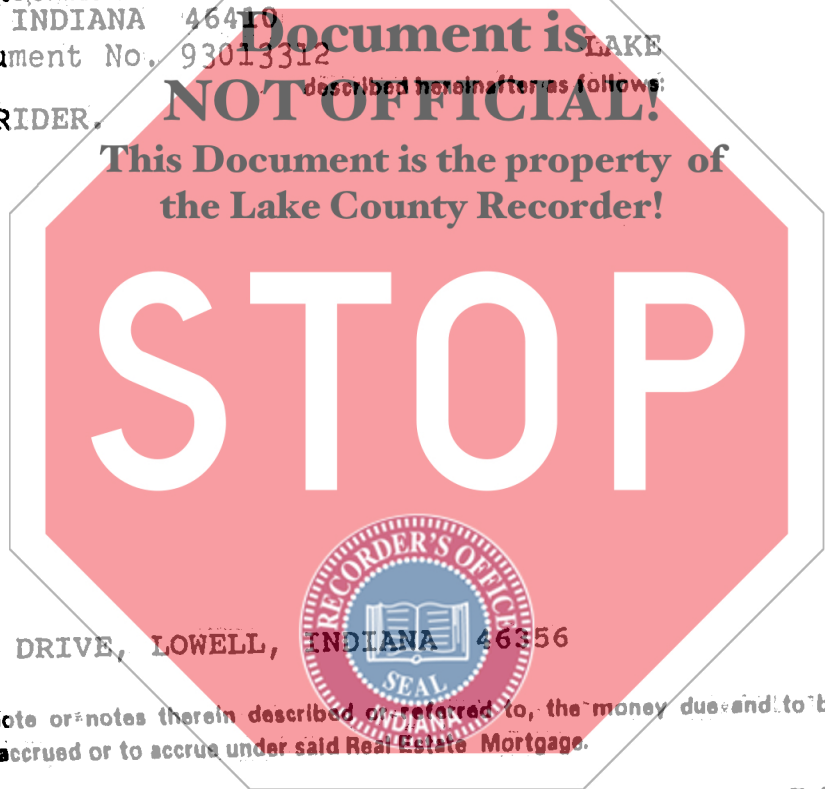 INDIANA 46410
Document is
ument No. 93013312
LAKE
described hereinafter as follows:
NOT OFFICIAL!
RIDER.
This Document is the property of
the Lake County Recorder!
STOP
RECORDER'S OFFICE
SEAL
INDIANA
DRIVE, LOWELL, INDIANA 46356
ote or notes therein described or referred to, the money due and to b
accrued or to accrue under said Real Estate Mortgage.